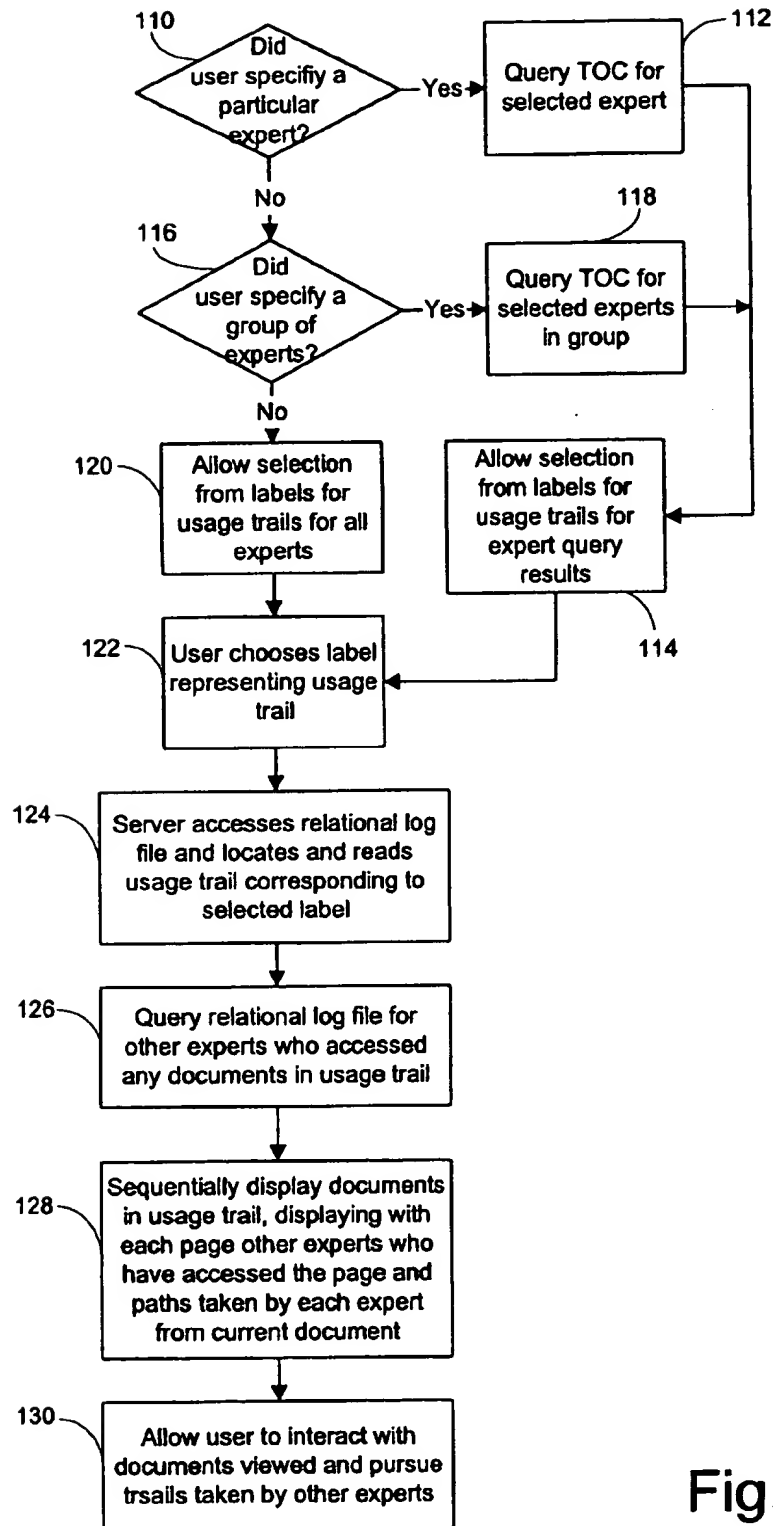 110
Did
user specifiy a
particular
expert?
Yes
112
Query TOC for
selected expert
No
116
Did
user specify a
group of
experts?
Yes
118
Query TOC for
selected experts
in group
No
120
Allow selection
from labels for
usage trails for all
experts
Allow selection
from labels for
usage trails for
expert query
results
114
122
User chooses label
representing usage
trail
124
Server accesses relational log
file and locates and reads
usage trail corresponding to
selected label
126
Query relational log file for
other experts who accessed
any documents in usage trail
128
Sequentially display documents
in usage trail, displaying with
each page other experts who
have accessed the page and
paths taken by each expert
from current document
130
Allow user to interact with
documents viewed and pursue
trsails taken by other experts
Fig